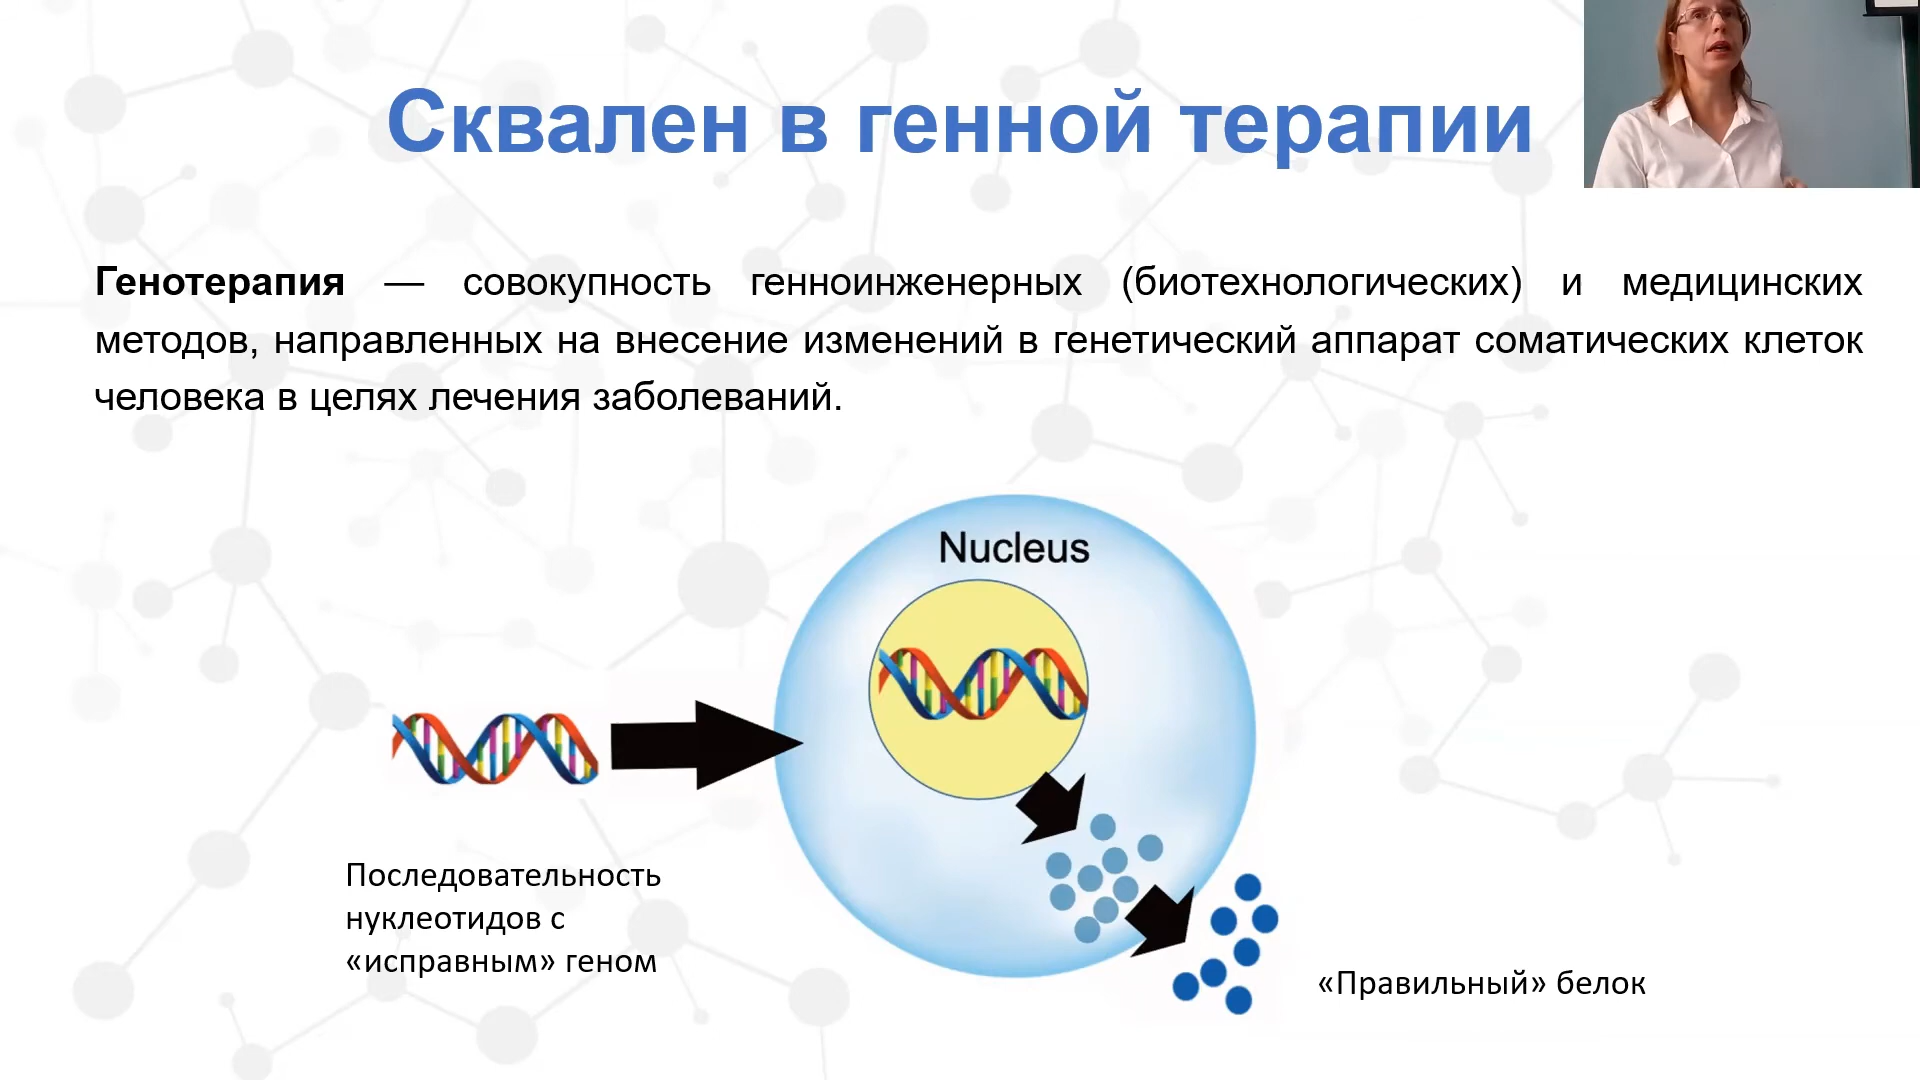 Сквален в генной терапии
Генотерапия — совокупность генноинженерных (биотехнологических) и медицинских
методов, направленных на внесение изменений в генетический аппарат соматических клеток
человека в целях лечения заболеваний.
Nucleus
Последовательность
нуклеотидов с
«исправным» геном
«Правильный» белок